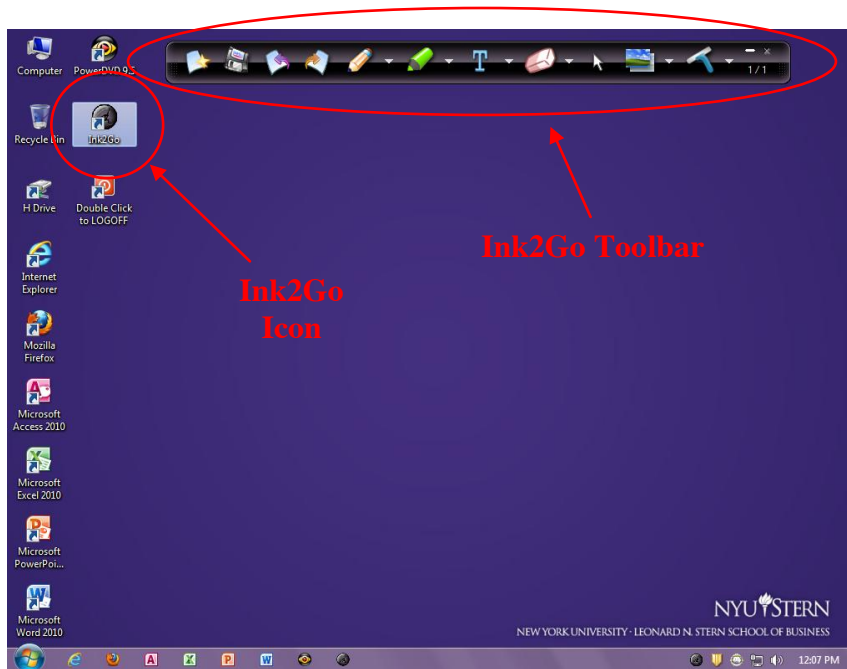 Computer
PowerDVD 9.5
1/1
Recycle Bin
Ink2Go
H Drive
Double Click
to LOGOFF
Ink2Go Toolbar
Internet
Explorer
Ink2Go
Icon
Mozilla
Firefox
Microsoft
Access 2010
Microsoft
Excel 2010
Microsoft
PowerPoi...
Microsoft
Word 2010
NYU STERN
NEW YORK UNIVERSITY · LEONARD N. STERN SCHOOL OF BUSINESS
12:07 PM